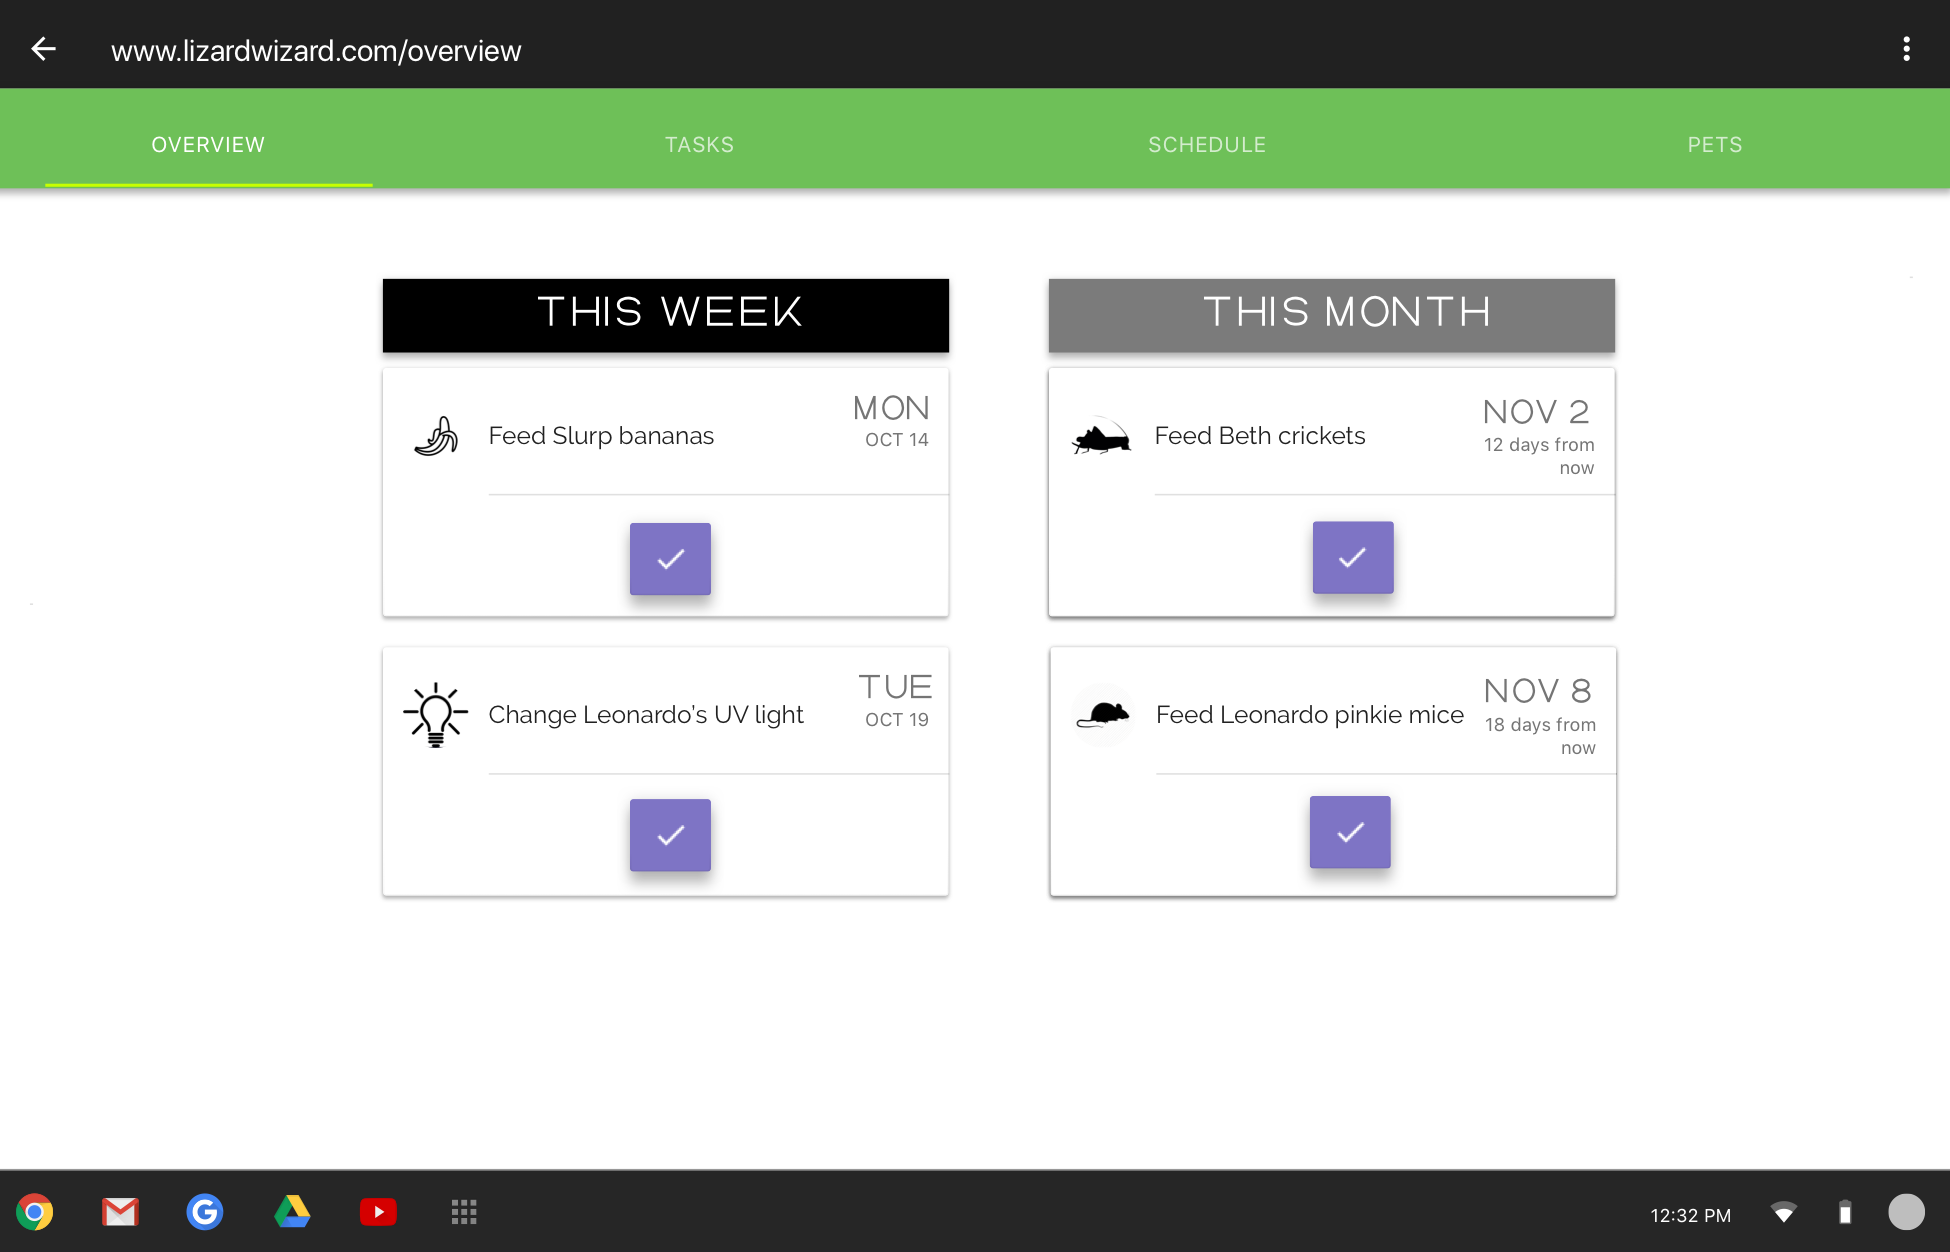 www.lizardwizard.com/overview
OVERVIEW
TASKS
SCHEDULE
PETS
THIS WEEK
Feed Slurp bananas
MON
OCT 14
Change Leonardo’s UV light
TUE
OCT 19
THIS MONTH
Feed Beth crickets
NOV 2
12 days from
now
Feed Leonardo pinkie mice
NOV 8
18 days from
now
12:32 PM